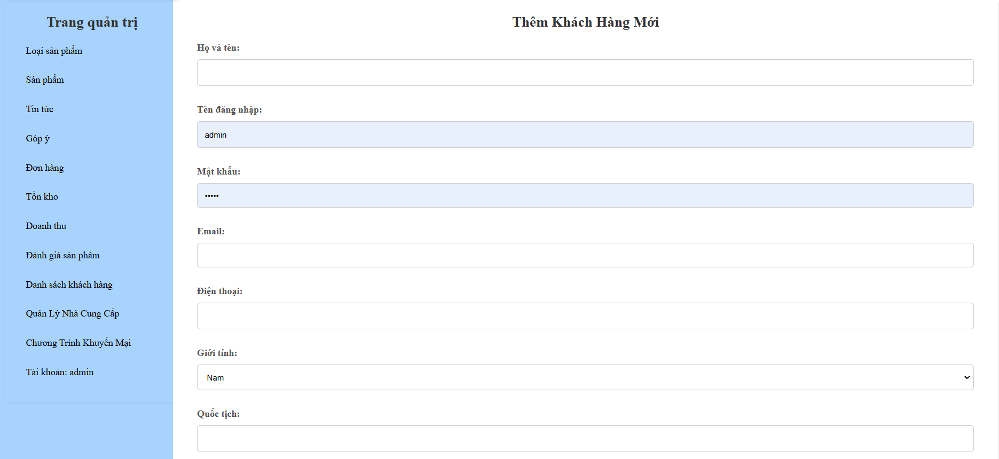 Trang quản trị
Loại sản phẩm
Sản phẩm
Tin tức
Góp ý
Đơn hàng
Tồn kho
Doanh thu
Đánh giá sản phẩm
Danh sách khách hàng
Quản Lý Nhà Cung Cấp
Chương Trình Khuyến Mại
Tài khoản: admin
Thêm Khách Hàng Mới
Họ và tên:
Tên đăng nhập:
admin
Mật khẩu:
•••••
Email:
Điện thoại:
Giới tính:
Nam
Quốc tịch: